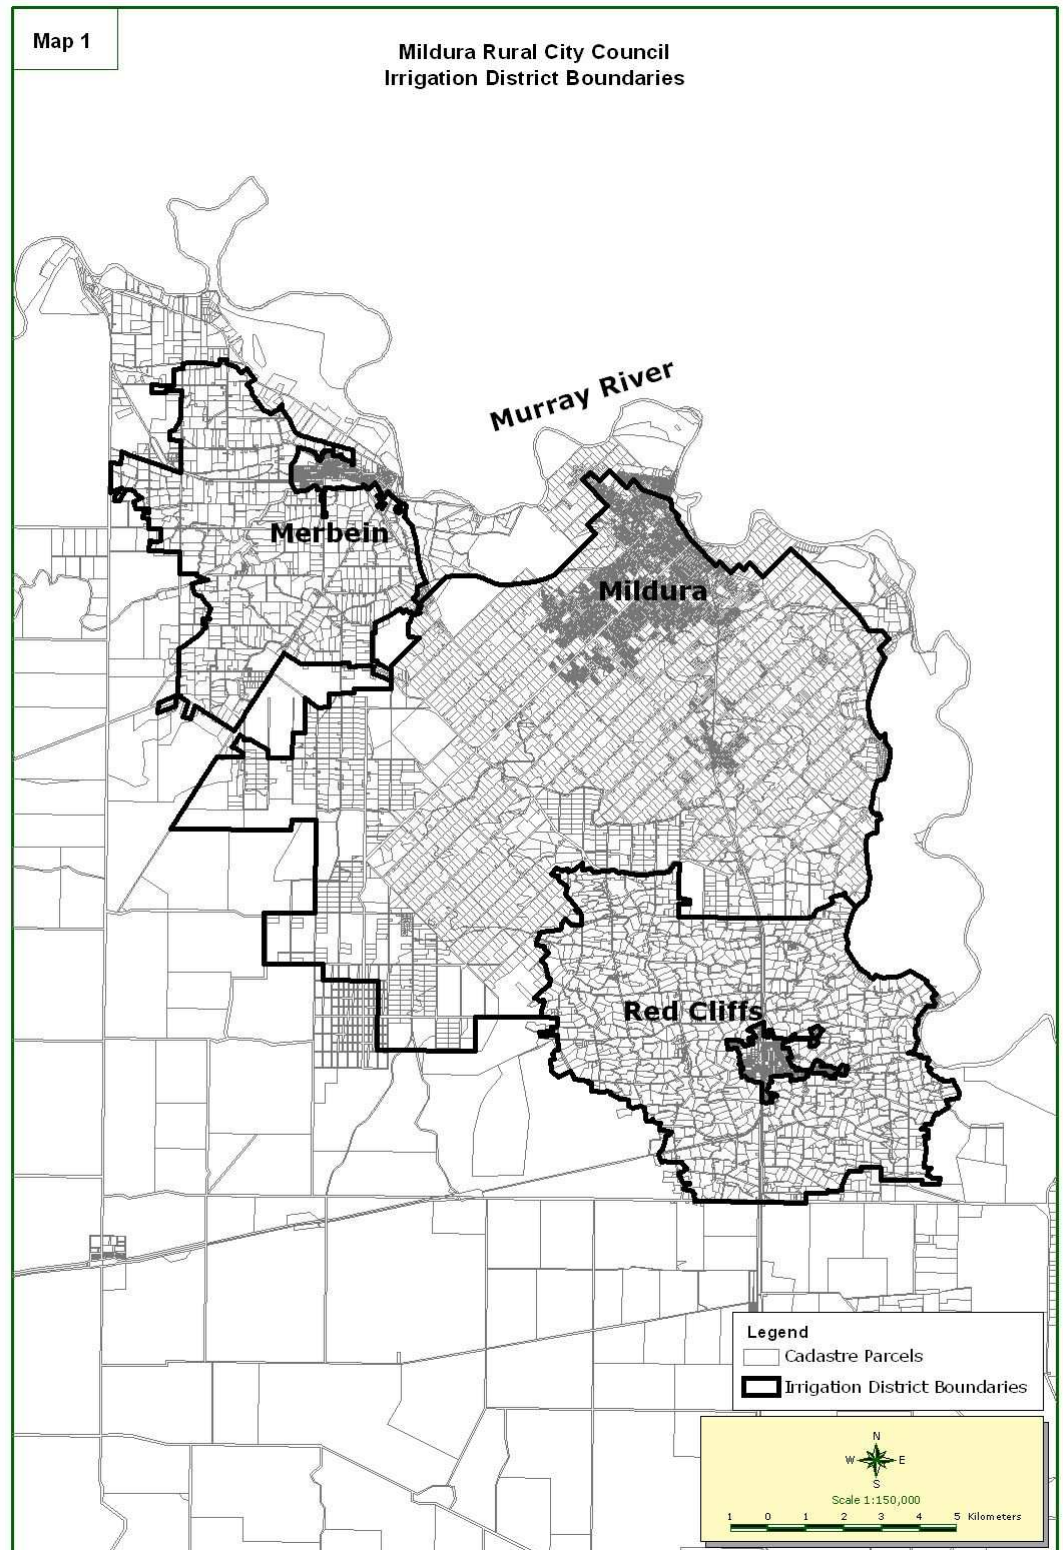 Map 1
Mildura Rural City Council
Irrigation District Boundaries
Murray River
Merbein
Mildura
Red Cliffs
Legend
Cadastre Parcels
Irrigation District Boundaries
N
W E
S
Scale 1:150,000
1 0 1 2 3 4 5 Kilometers